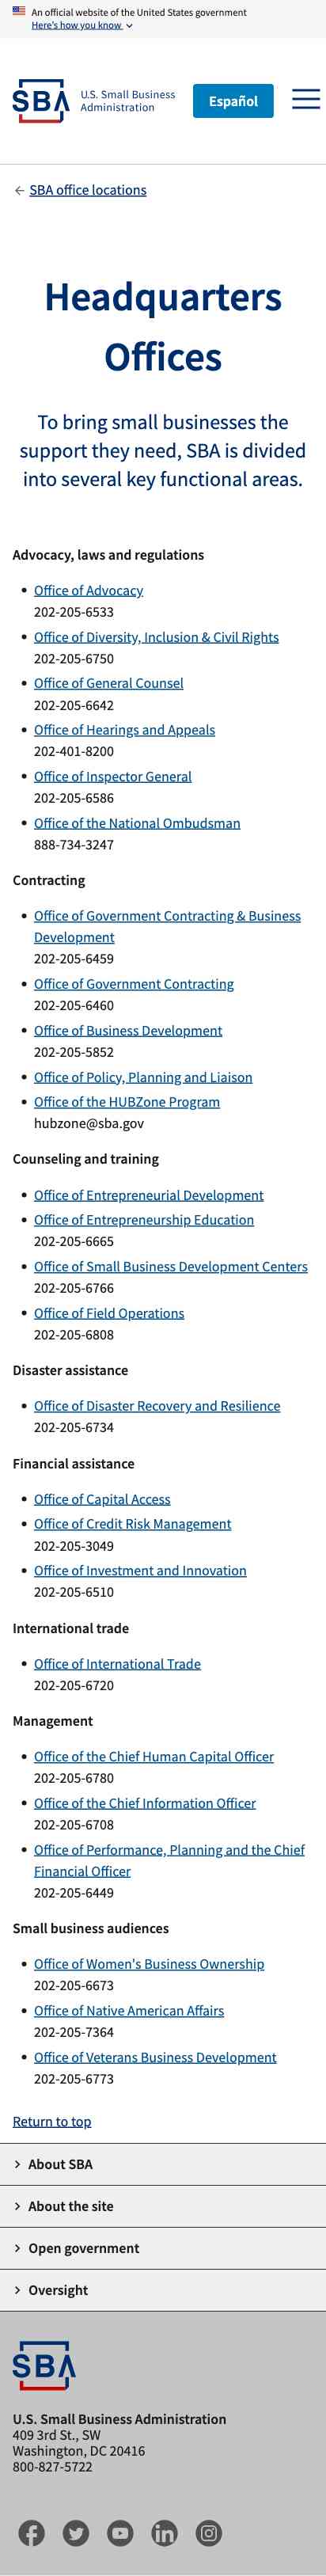 An official website of the United States government
Here's how you know
SBA
U.S. Small Business
Administration
Español
SBA office locations
Headquarters
Offices
To bring small businesses the
support they need, SBA is divided
into several key functional areas.
Advocacy, laws and regulations
Office of Advocacy
202-205-6533
Office of Diversity, Inclusion & Civil Rights
202-205-6750
Office of General Counsel
202-205-6642
Office of Hearings and Appeals
202-401-8200
Office of Inspector General
202-205-6586
Office of the National Ombudsman
888-734-3247
Contracting
Office of Government Contracting & Business
Development
202-205-6459
Office of Government Contracting
202-205-6460
Office of Business Development
202-205-5852
Office of Policy, Planning and Liaison
Office of the HUBZone Program
hubzone@sba.gov
Counseling and training
Office of Entrepreneurial Development
Office of Entrepreneurship Education
202-205-6665
Office of Small Business Development Centers
202-205-6766
Office of Field Operations
202-205-6808
Disaster assistance
Office of Disaster Recovery and Resilience
202-205-6734
Financial assistance
Office of Capital Access
Office of Credit Risk Management
202-205-3049
Office of Investment and Innovation
202-205-6510
International trade
Office of International Trade
202-205-6720
Management
Office of the Chief Human Capital Officer
202-205-6780
Office of the Chief Information Officer
202-205-6708
Office of Performance, Planning and the Chief
Financial Officer
202-205-6449
Small business audiences
Office of Women's Business Ownership
202-205-6673
Office of Native American Affairs
202-205-7364
Office of Veterans Business Development
202-205-6773
Return to top
About SBA
About the site
Open government
Oversight
SBA
U.S. Small Business Administration
409 3rd St., SW
Washington, DC 20416
800-827-5722